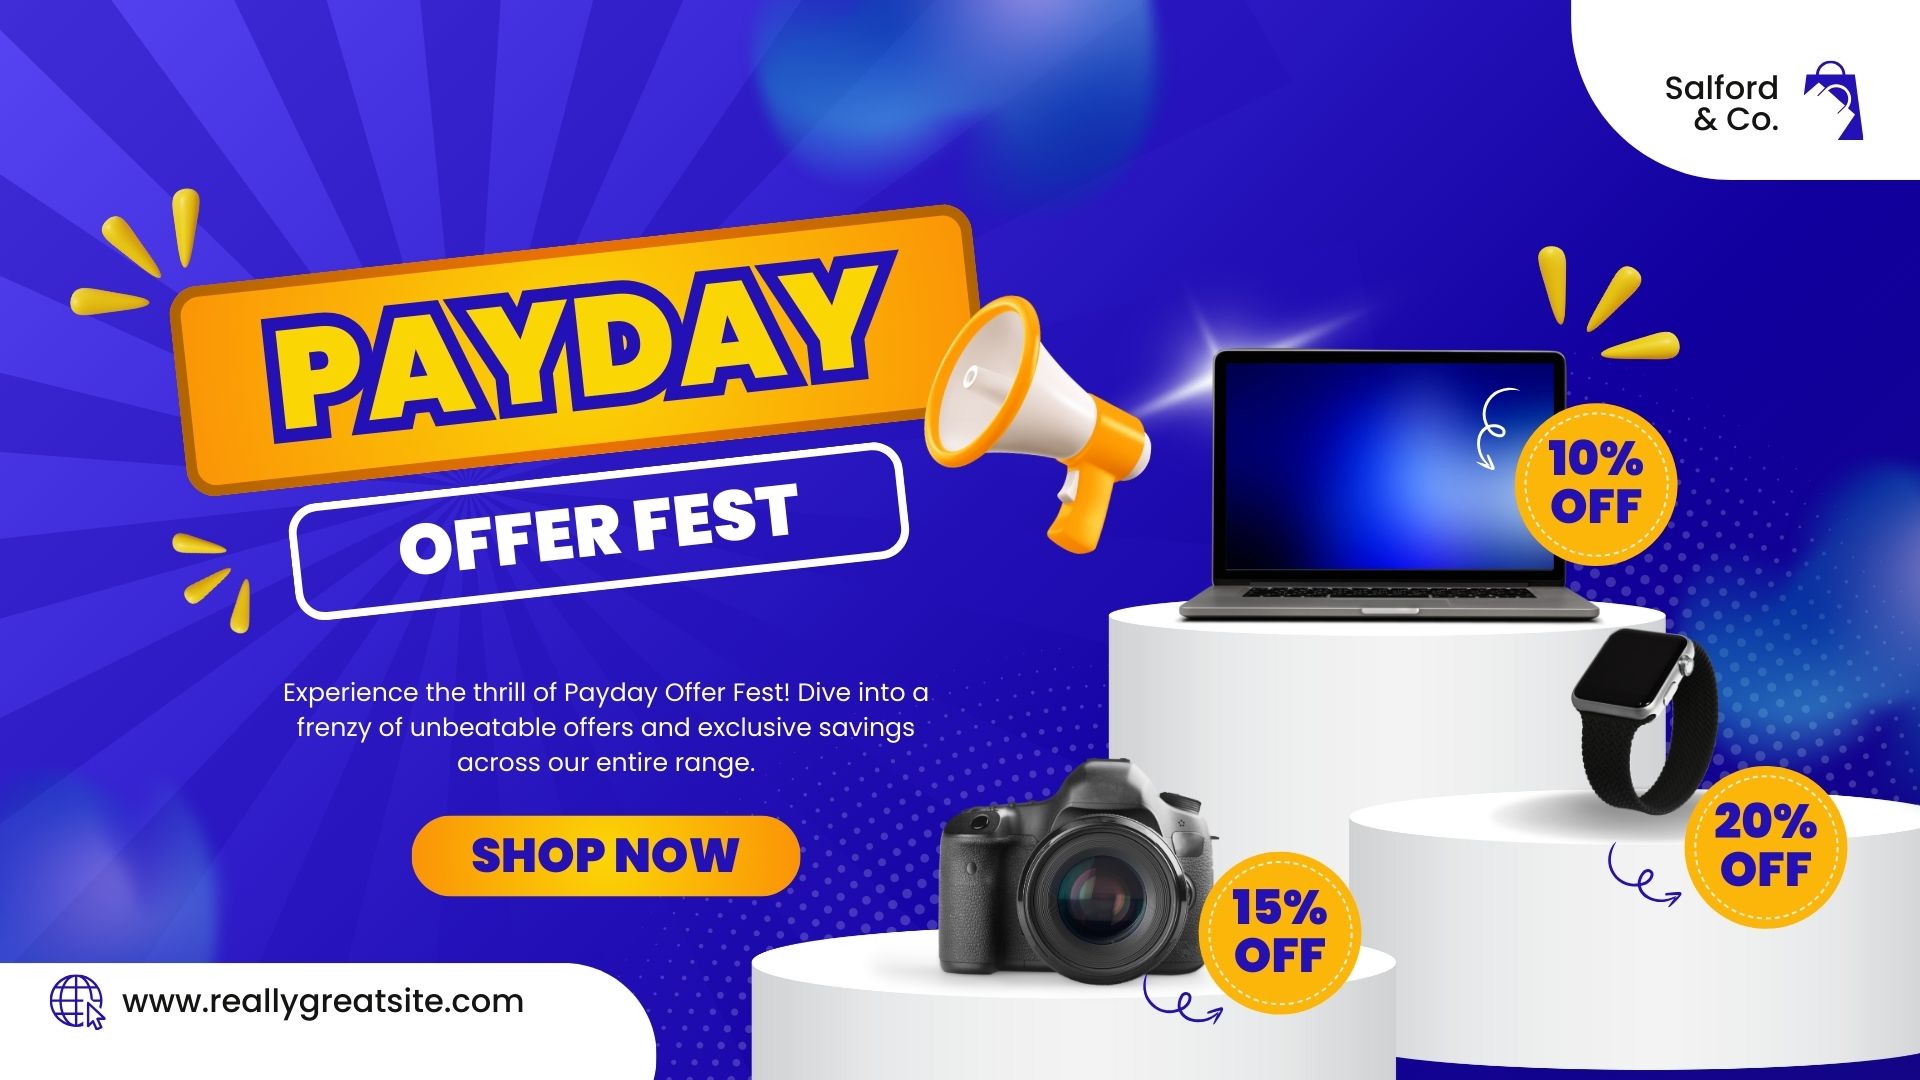 Salford
& Co.
PAYDAY
OFFER FEST
10%
OFF
Experience the thrill of Payday Offer Fest! Dive into a
frenzy of unbeatable offers and exclusive savings
across our entire range.
SHOP NOW
20%
OFF
15%
OFF
www.reallygreatsite.com